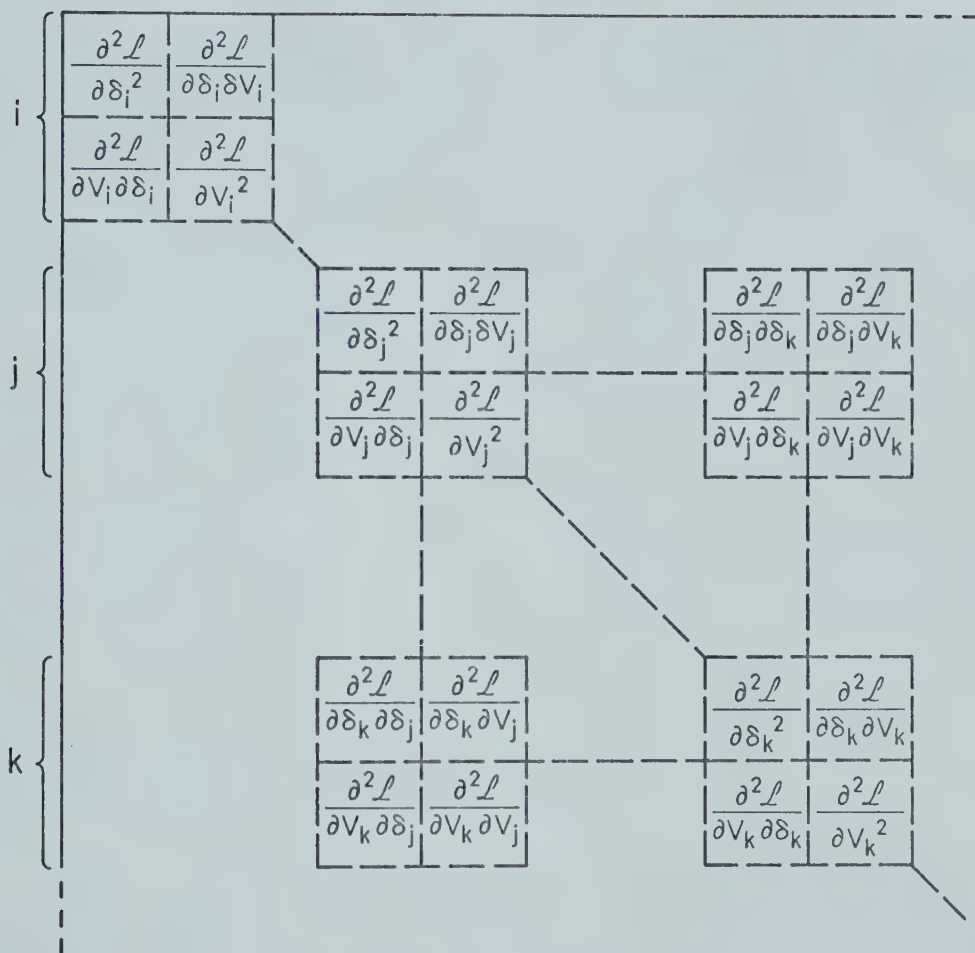 i
∂²ℒ/∂δᵢ² ∂²ℒ/∂δᵢδVᵢ
∂²ℒ/∂Vᵢ∂δᵢ ∂²ℒ/∂Vᵢ²
j
∂²ℒ/∂δⱼ² ∂²ℒ/∂δⱼδVⱼ ∂²ℒ/∂δⱼ∂δₖ ∂²ℒ/∂δⱼ∂Vₖ
∂²ℒ/∂Vⱼ∂δⱼ ∂²ℒ/∂Vⱼ² ∂²ℒ/∂Vⱼ∂δₖ ∂²ℒ/∂Vⱼ∂Vₖ
k
∂²ℒ/∂δₖ∂δⱼ ∂²ℒ/∂δₖ∂Vⱼ ∂²ℒ/∂δₖ² ∂²ℒ/∂δₖ∂Vₖ
∂²ℒ/∂Vₖ∂δⱼ ∂²ℒ/∂Vₖ∂Vⱼ ∂²ℒ/∂Vₖ∂δₖ ∂²ℒ/∂Vₖ²